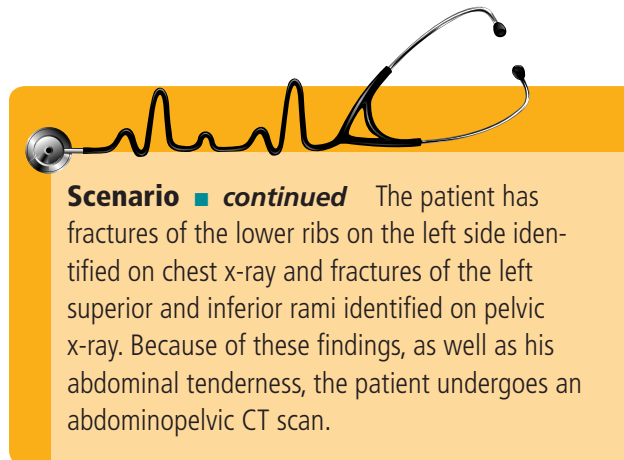 Scenario ■ continued The patient has
fractures of the lower ribs on the left side iden-
tified on chest x-ray and fractures of the left
superior and inferior rami identified on pelvic
x-ray. Because of these findings, as well as his
abdominal tenderness, the patient undergoes an
abdominopelvic CT scan.